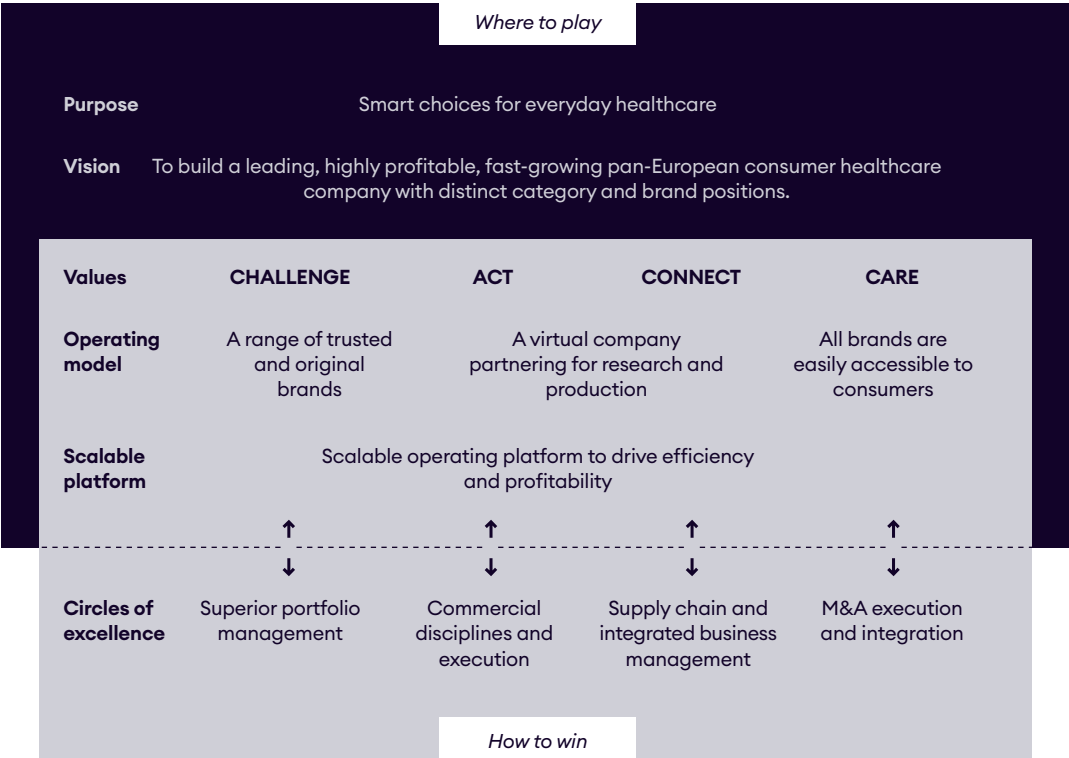 Where to play
Purpose
Smart choices for everyday healthcare
Vision
To build a leading, highly profitable, fast-growing pan-European consumer healthcare
company with distinct category and brand positions.
Values
CHALLENGE
ACT
CONNECT
CARE
Operating
model
A range of trusted
and original
brands
A virtual company
partnering for research and
production
All brands are
easily accessible to
consumers
Scalable
platform
Scalable operating platform to drive efficiency
and profitability
Circles of
excellence
Superior portfolio
management
Commercial
disciplines and
execution
Supply chain and
integrated business
management
M&A execution
and integration
How to win